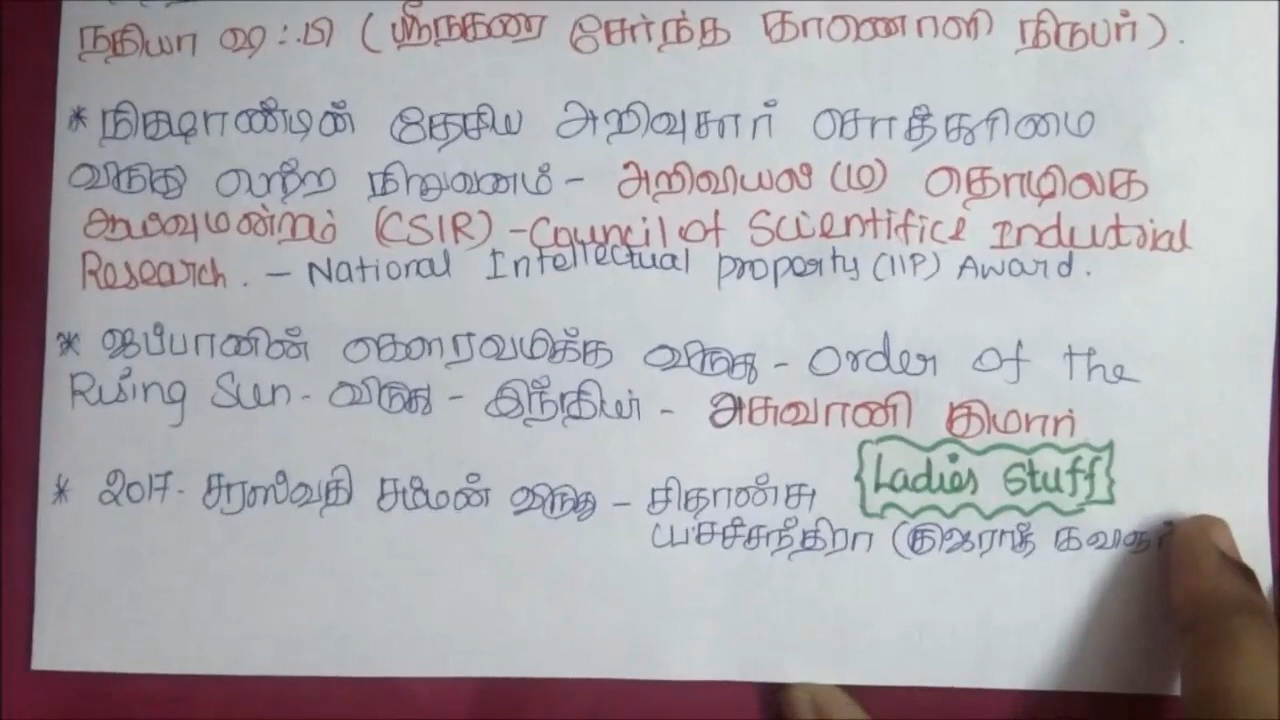 நதியா ஷ:பி (ஸ்ரீநகரை சேர்ந்த காணொளி நிருபர்).
* நிகழாண்டின் தேசிய அறிவுசார் சொத்துரிமை
விருது பெற்ற நிறுவனம் - அறிவியல் (ம) தொழிலக
ஆய்வுமன்றம் (CSIR) - Council of Scientifice Industrial
Research. - National Intellectual property (IIP) Award.
* ஜப்பானின் கௌரவமிக்க விருது - Order of the
Rising Sun - விருது - இந்தியர் - அசுவானி குமார்
Ladies Stuff
* 2017 - சரஸ்வதி சம்மன் விருது - சிதான்சு
யசச்சந்திரா (குஜராத் கவிஞர்